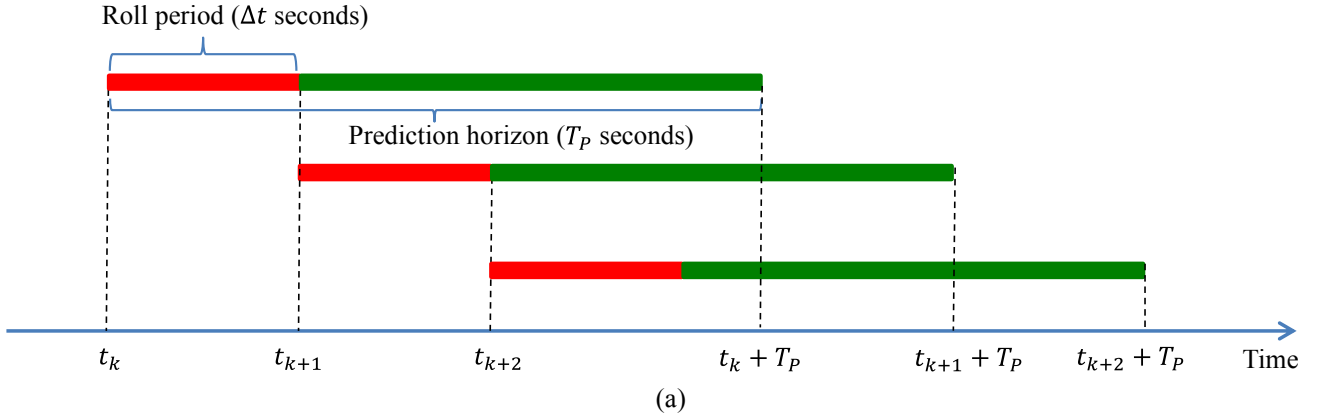 Roll period (Δt seconds)
Prediction horizon (T_P seconds)
t_k
t_{k+1}
t_{k+2}
t_k + T_P
t_{k+1} + T_P
t_{k+2} + T_P
Time
(a)